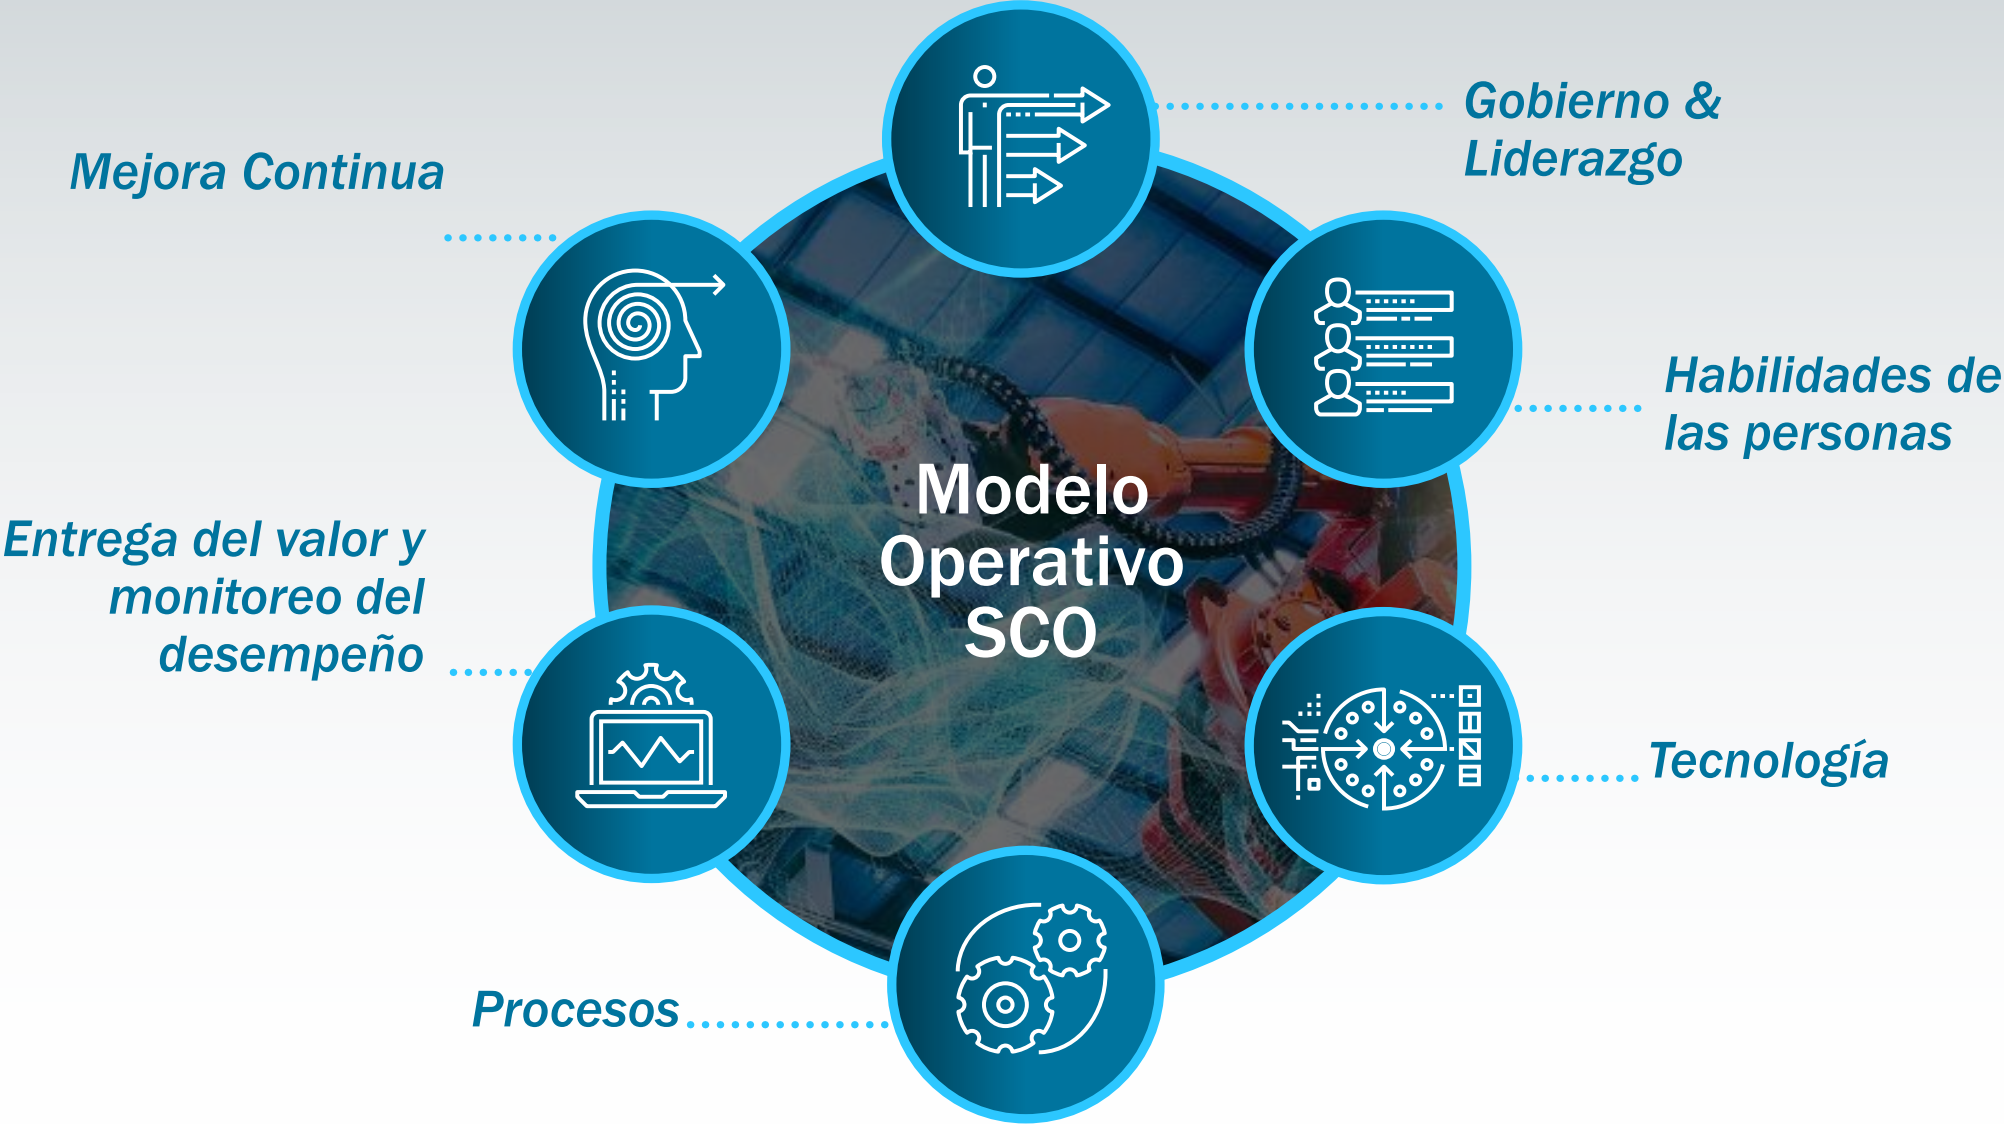 Gobierno &
Liderazgo
Mejora Continua
Habilidades de
las personas
Modelo
Operativo
SCO
Entrega del valor y
monitoreo del
desempeño
Tecnología
Procesos